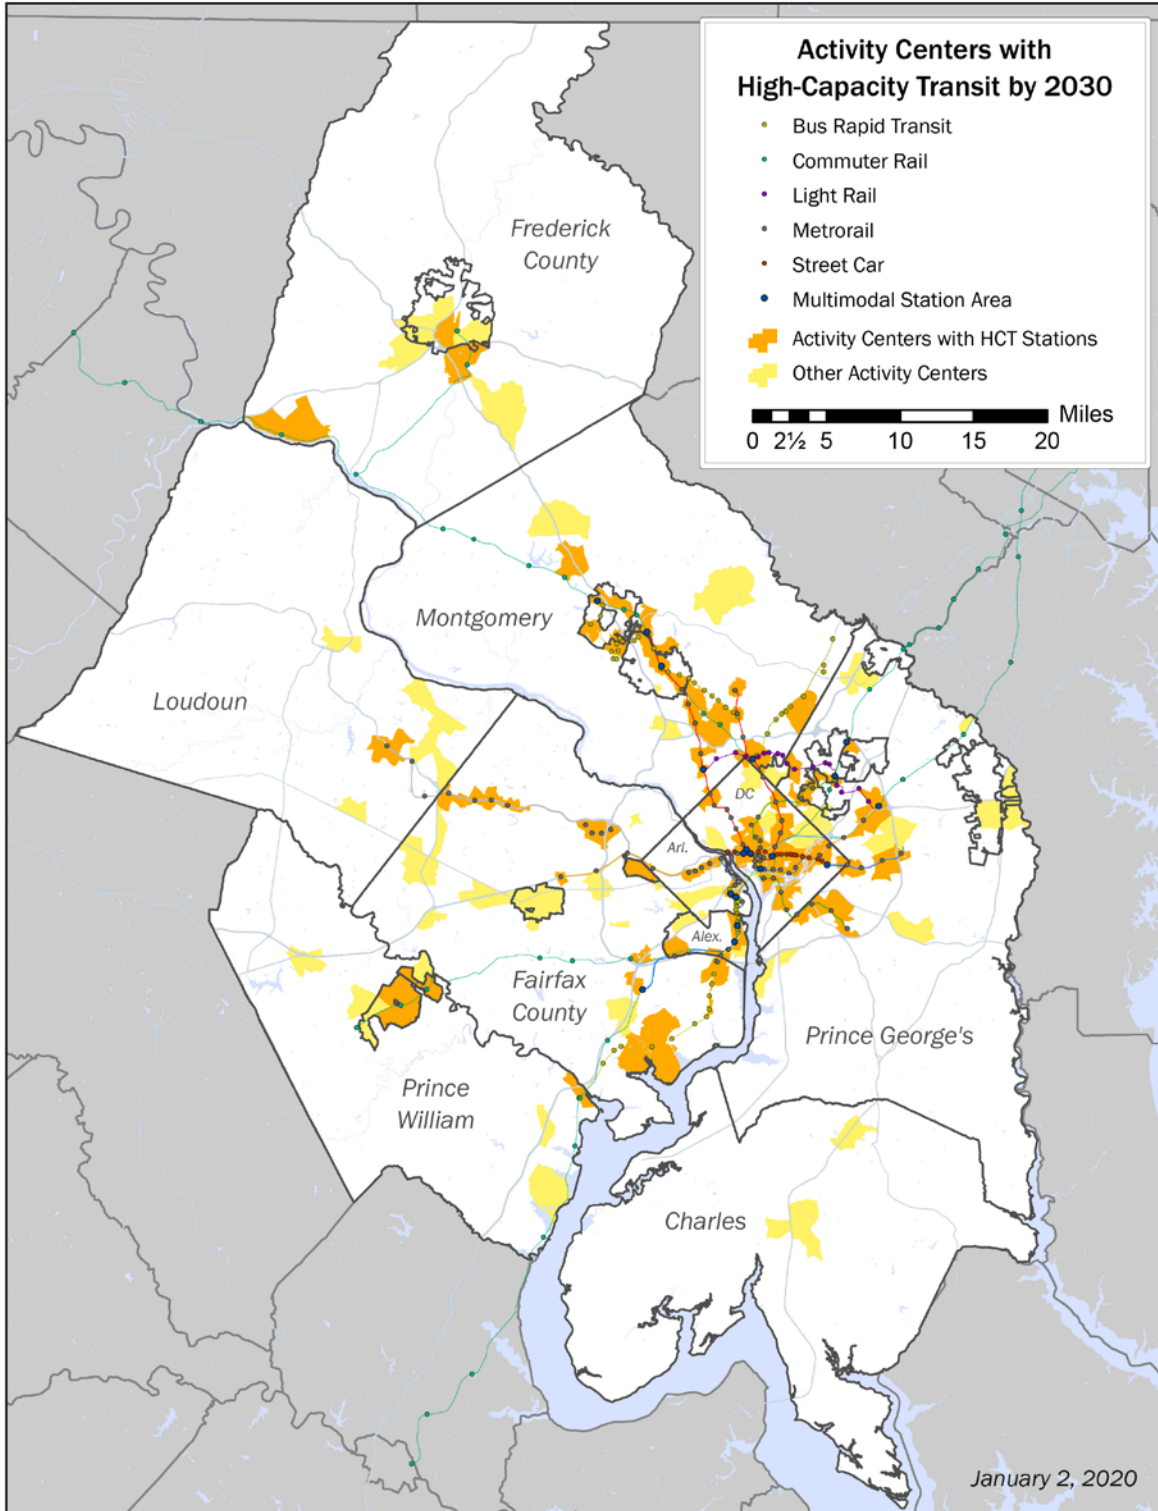 Activity Centers with
High-Capacity Transit by 2030
Bus Rapid Transit
Commuter Rail
Light Rail
Metrorail
Street Car
Multimodal Station Area
Activity Centers with HCT Stations
Other Activity Centers
Miles
0 2½ 5 10 15 20
Frederick
County
Montgomery
Loudoun
DC
Arl.
Alex.
Fairfax
County
Prince George's
Prince
William
Charles
January 2, 2020